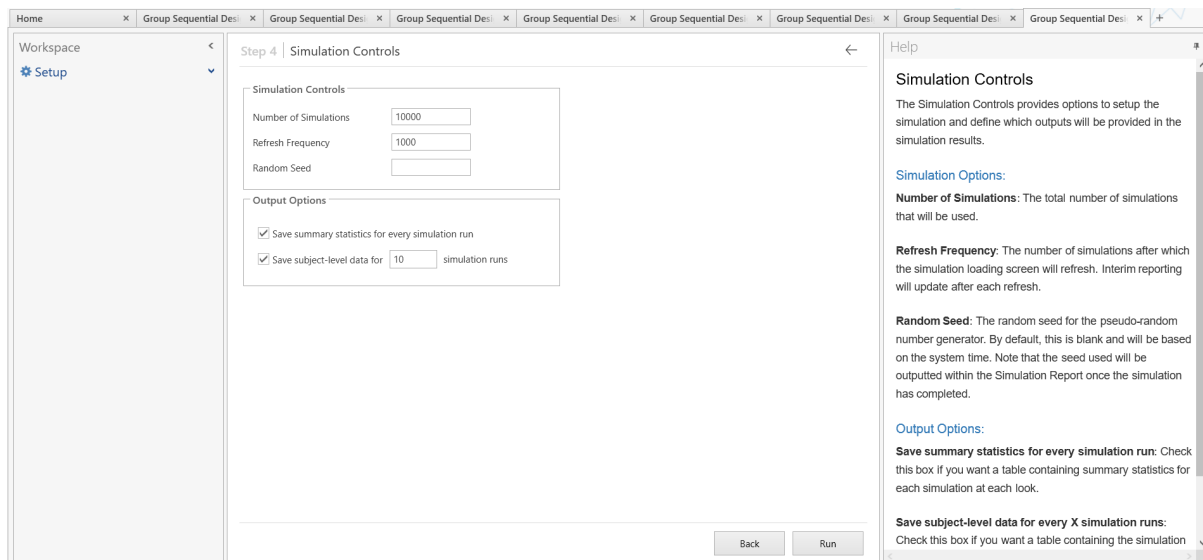 Home × Group Sequential Desi × Group Sequential Desi × Group Sequential Desi × Group Sequential Desi × Group Sequential Desi × Group Sequential Desi × Group Sequential Desi × Group Sequential Desi × +
Workspace
Setup
Step 4 | Simulation Controls
Simulation Controls
Number of Simulations 10000
Refresh Frequency 1000
Random Seed
Output Options
Save summary statistics for every simulation run
Save subject-level data for 10 simulation runs
Back Run
Help
Simulation Controls
The Simulation Controls provides options to setup the
simulation and define which outputs will be provided in the
simulation results.
Simulation Options:
Number of Simulations: The total number of simulations
that will be used.
Refresh Frequency: The number of simulations after which
the simulation loading screen will refresh. Interim reporting
will update after each refresh.
Random Seed: The random seed for the pseudo-random
number generator. By default, this is blank and will be based
on the system time. Note that the seed used will be
outputted within the Simulation Report once the simulation
has completed.
Output Options:
Save summary statistics for every simulation run: Check
this box if you want a table containing summary statistics for
each simulation at each look.
Save subject-level data for every X simulation runs:
Check this box if you want a table containing the simulation